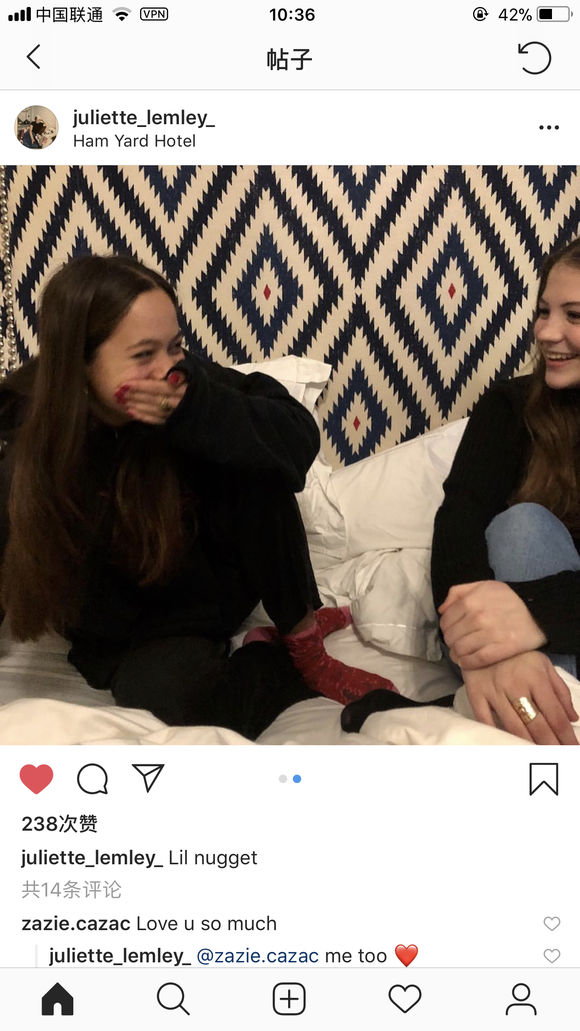 中国联通 VPN 10:36 42%
帖子
juliette_lemley_
Ham Yard Hotel
238次赞
juliette_lemley_ Lil nugget
共14条评论
zazie.cazac Love u so much
juliette_lemley_ @zazie.cazac me too ❤️